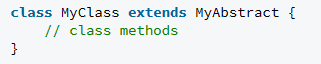 class MyClass extends MyAbstract {
    // class methods
}